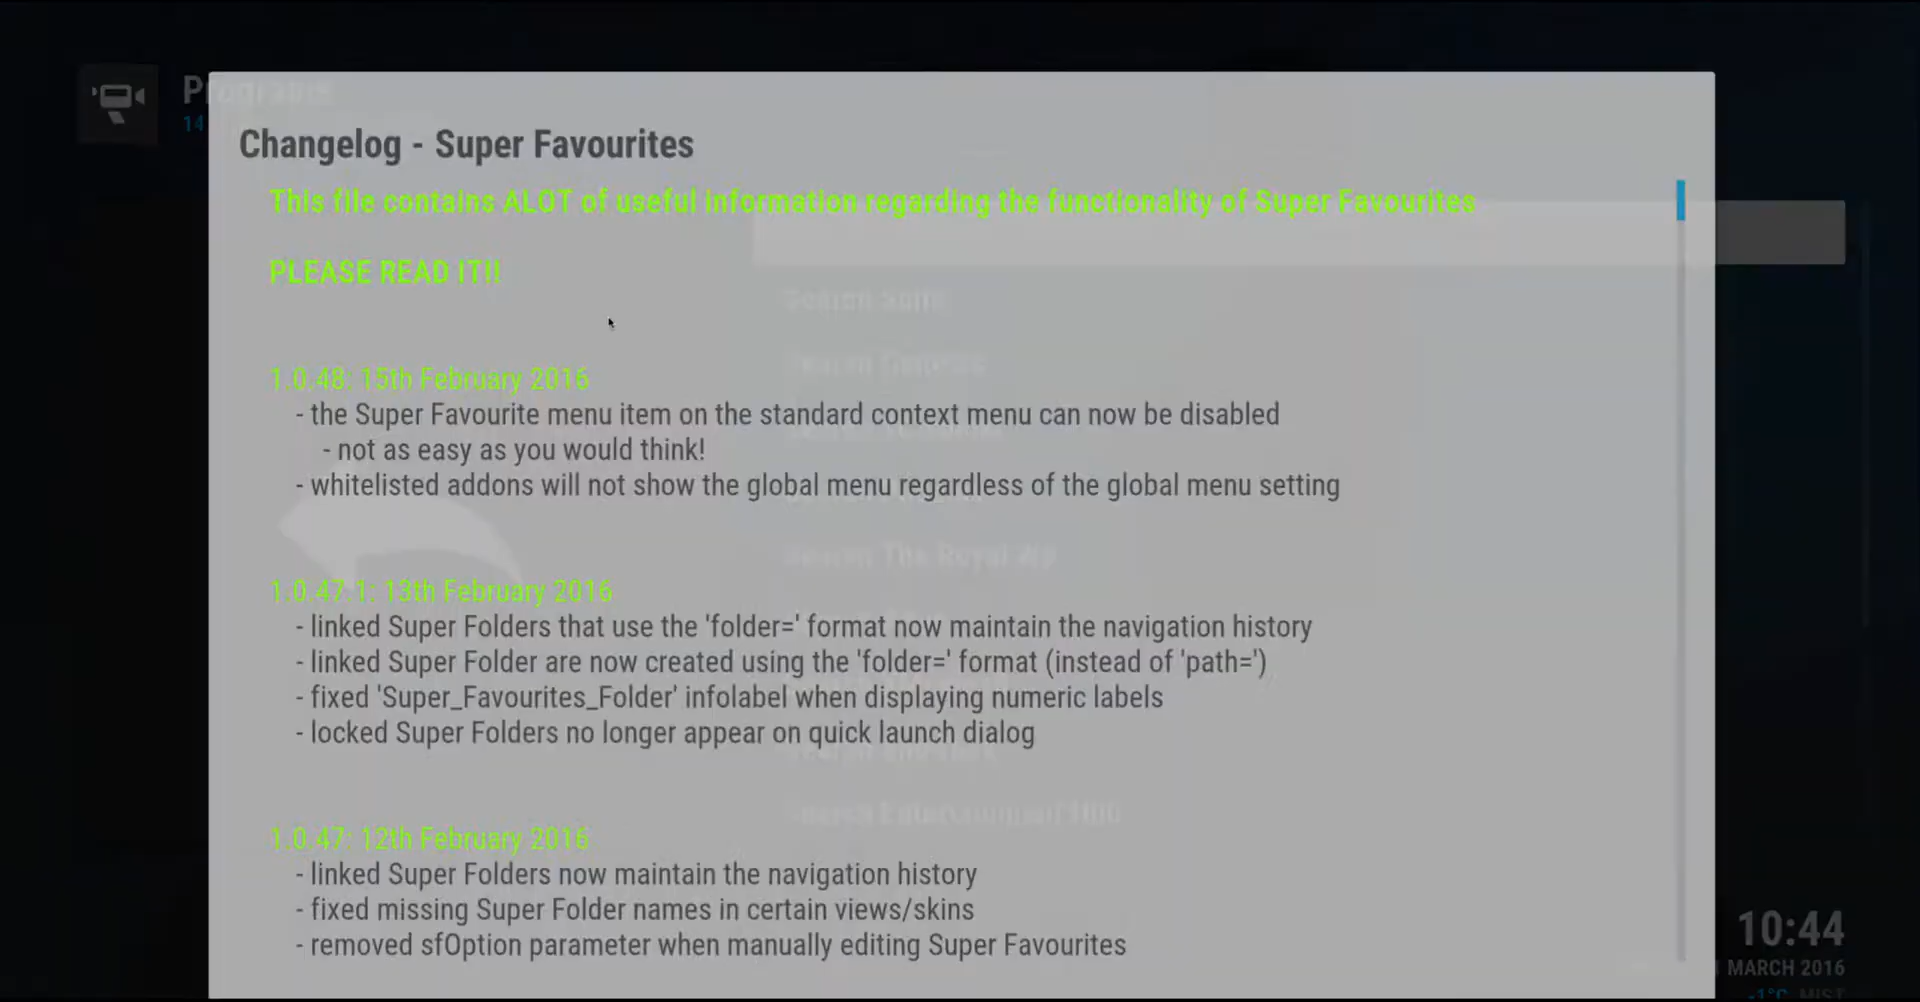 Programs
14
Changelog - Super Favourites
This file contains ALOT of useful information regarding the functionality of Super Favourites
PLEASE READ IT!!
1.0.48: 15th February 2016
- the Super Favourite menu item on the standard context menu can now be disabled
- not as easy as you would think!
- whitelisted addons will not show the global menu regardless of the global menu setting
1.0.47.1: 13th February 2016
- linked Super Folders that use the 'folder=' format now maintain the navigation history
- linked Super Folder are now created using the 'folder=' format (instead of 'path=')
- fixed 'Super_Favourites_Folder' infolabel when displaying numeric labels
- locked Super Folders no longer appear on quick launch dialog
1.0.47: 12th February 2016
- linked Super Folders now maintain the navigation history
- fixed missing Super Folder names in certain views/skins
- removed sfOption parameter when manually editing Super Favourites
10:44
MARCH 2016
-1°C MIST